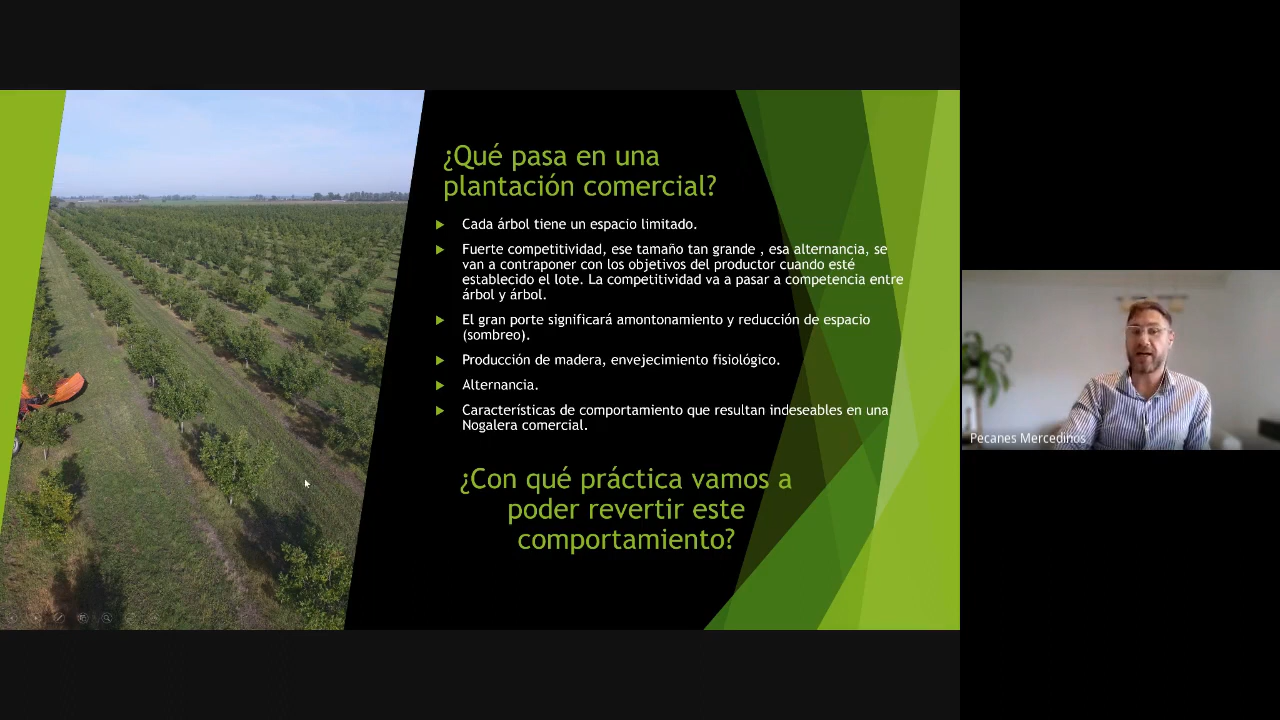 ¿Qué pasa en una
plantación comercial?
Cada árbol tiene un espacio limitado.
Fuerte competitividad, ese tamaño tan grande , esa alternancia, se
van a contraponer con los objetivos del productor cuando esté
establecido el lote. La competitividad va a pasar a competencia entre
árbol y árbol.
El gran porte significará amontonamiento y reducción de espacio
(sombreo).
Producción de madera, envejecimiento fisiológico.
Alternancia.
Características de comportamiento que resultan indeseables en una
Nogalera comercial.
¿Con qué práctica vamos a
poder revertir este
comportamiento?
Pecanes Mercedinos